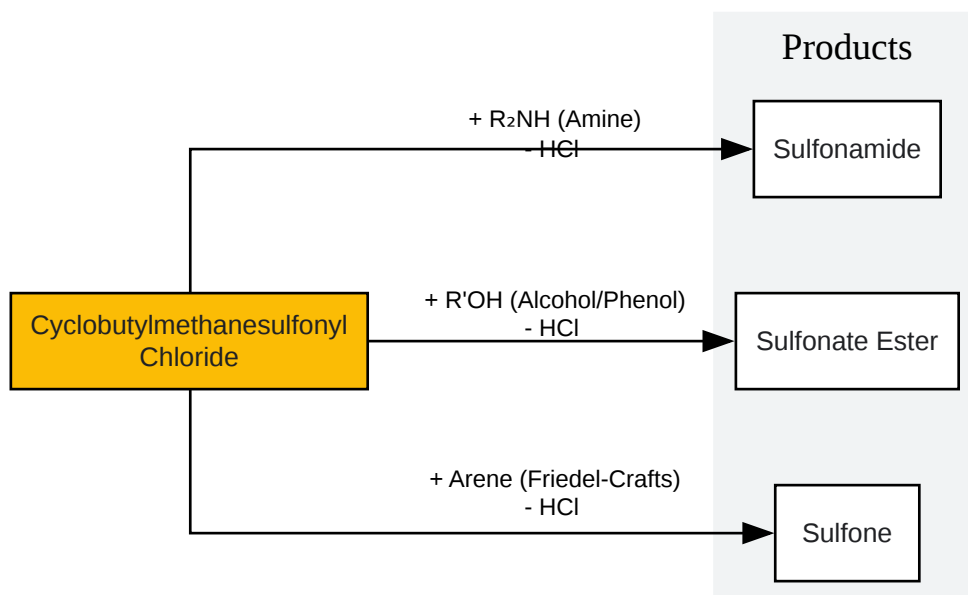 Products
+ R₂NH (Amine)
- HCl
Sulfonamide
Cyclobutylmethanesulfonyl
Chloride
+ R'OH (Alcohol/Phenol)
- HCl
Sulfonate Ester
+ Arene (Friedel-Crafts)
- HCl
Sulfone